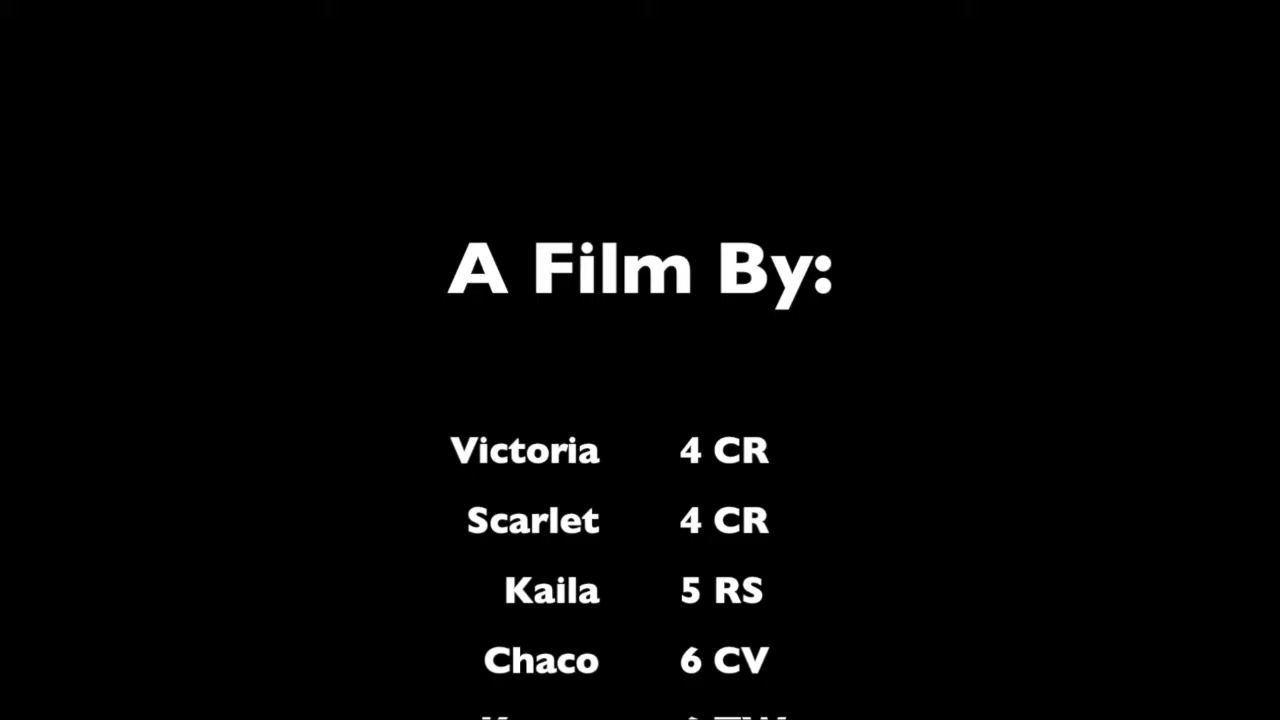 A Film By:
Victoria 4 CR
Scarlet 4 CR
Kaila 5 RS
Chaco 6 CV